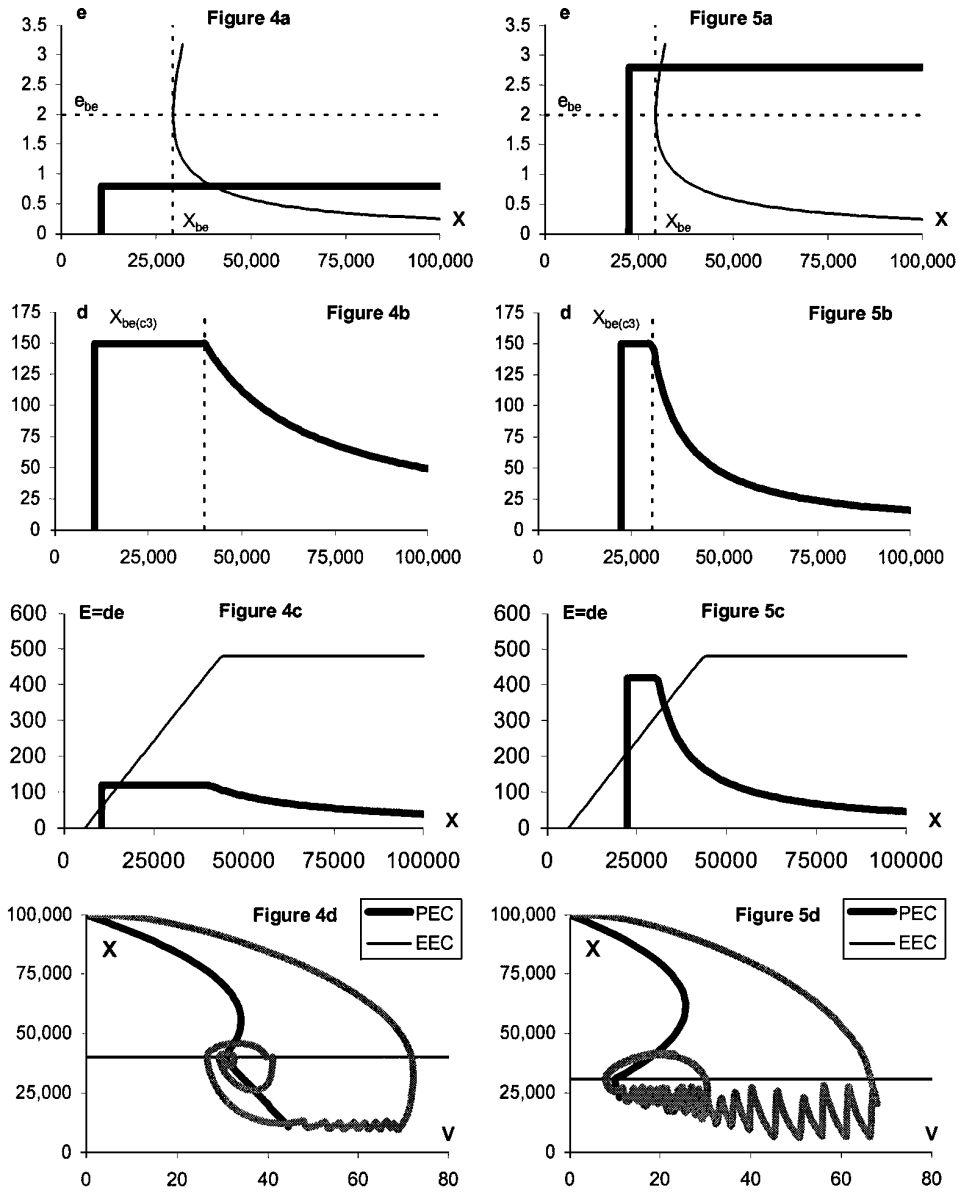 e
Figure 4a
3.5
3
2.5
2
1.5
1
0.5
0
e_be
X_be
X
0 25,000 50,000 75,000 100,000
e
Figure 5a
3.5
3
2.5
2
1.5
1
0.5
0
e_be
X_be
X
0 25,000 50,000 75,000 100,000
d
X_be(c3)
Figure 4b
175
150
125
100
75
50
25
0
0 25,000 50,000 75,000 100,000
d
X_be(c3)
Figure 5b
175
150
125
100
75
50
25
0
0 25,000 50,000 75,000 100,000
E=de
Figure 4c
600
500
400
300
200
100
0
X
0 25000 50000 75000 100000
E=de
Figure 5c
600
500
400
300
200
100
0
X
0 25000 50000 75000 100000
100,000
75,000
50,000
25,000
0
X
Figure 4d
PEC
EEC
V
0 20 40 60 80
100,000
75,000
50,000
25,000
0
X
Figure 5d
PEC
EEC
V
0 20 40 60 80